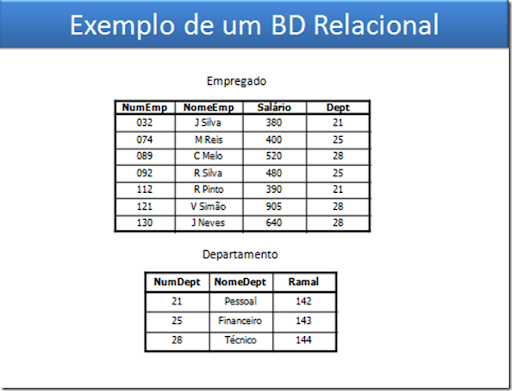 Exemplo de um BD Relacional
Empregado
NumEmp NomeEmp Salário Dept
032 J Silva 380 21
074 M Reis 400 25
089 C Melo 520 28
092 R Silva 480 25
112 R Pinto 390 21
121 V Simão 905 28
130 J Neves 640 28
Departamento
NumDept NomeDept Ramal
21 Pessoal 142
25 Financeiro 143
28 Técnico 144